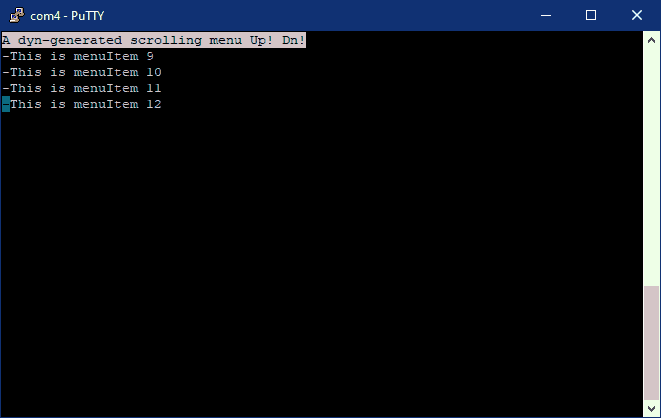 com4 - PuTTY
A dyn-generated scrolling menu Up! Dn!
-This is menuItem 9
-This is menuItem 10
-This is menuItem 11
-This is menuItem 12